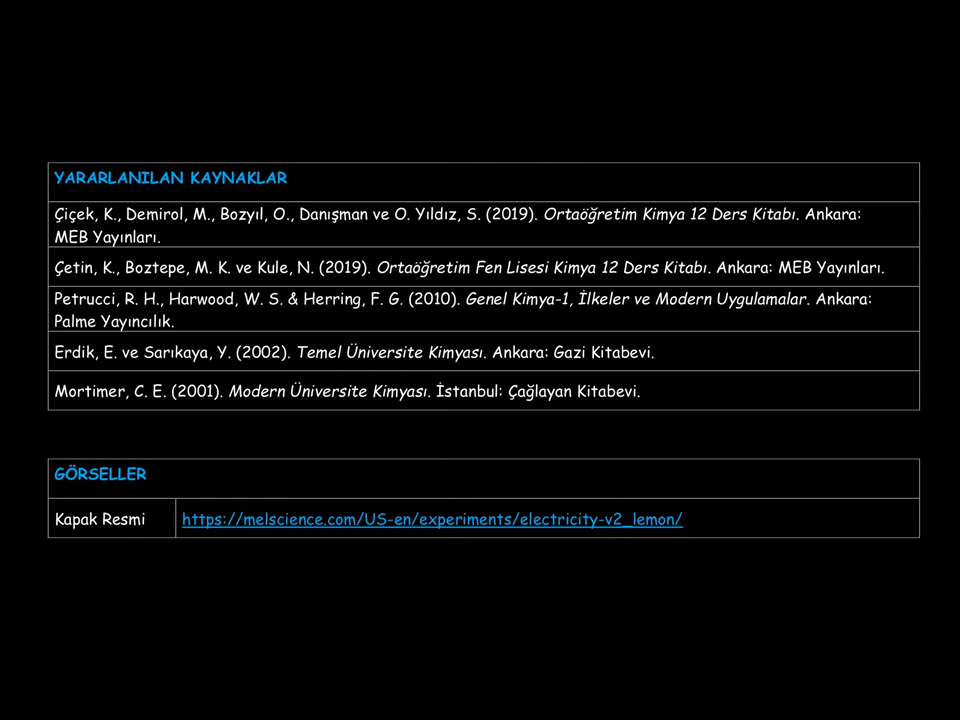 YARARLANILAN KAYNAKLAR
Çiçek, K., Demirol, M., Bozyıl, O., Danışman ve O. Yıldız, S. (2019). Ortaöğretim Kimya 12 Ders Kitabı. Ankara:
MEB Yayınları.
Çetin, K., Boztepe, M. K. ve Kule, N. (2019). Ortaöğretim Fen Lisesi Kimya 12 Ders Kitabı. Ankara: MEB Yayınları.
Petrucci, R. H., Harwood, W. S. & Herring, F. G. (2010). Genel Kimya-1, İlkeler ve Modern Uygulamalar. Ankara:
Palme Yayıncılık.
Erdik, E. ve Sarıkaya, Y. (2002). Temel Üniversite Kimyası. Ankara: Gazi Kitabevi.
Mortimer, C. E. (2001). Modern Üniversite Kimyası. İstanbul: Çağlayan Kitabevi.
GÖRSELLER
Kapak Resmi https://melscience.com/US-en/experiments/electricity-v2_lemon/